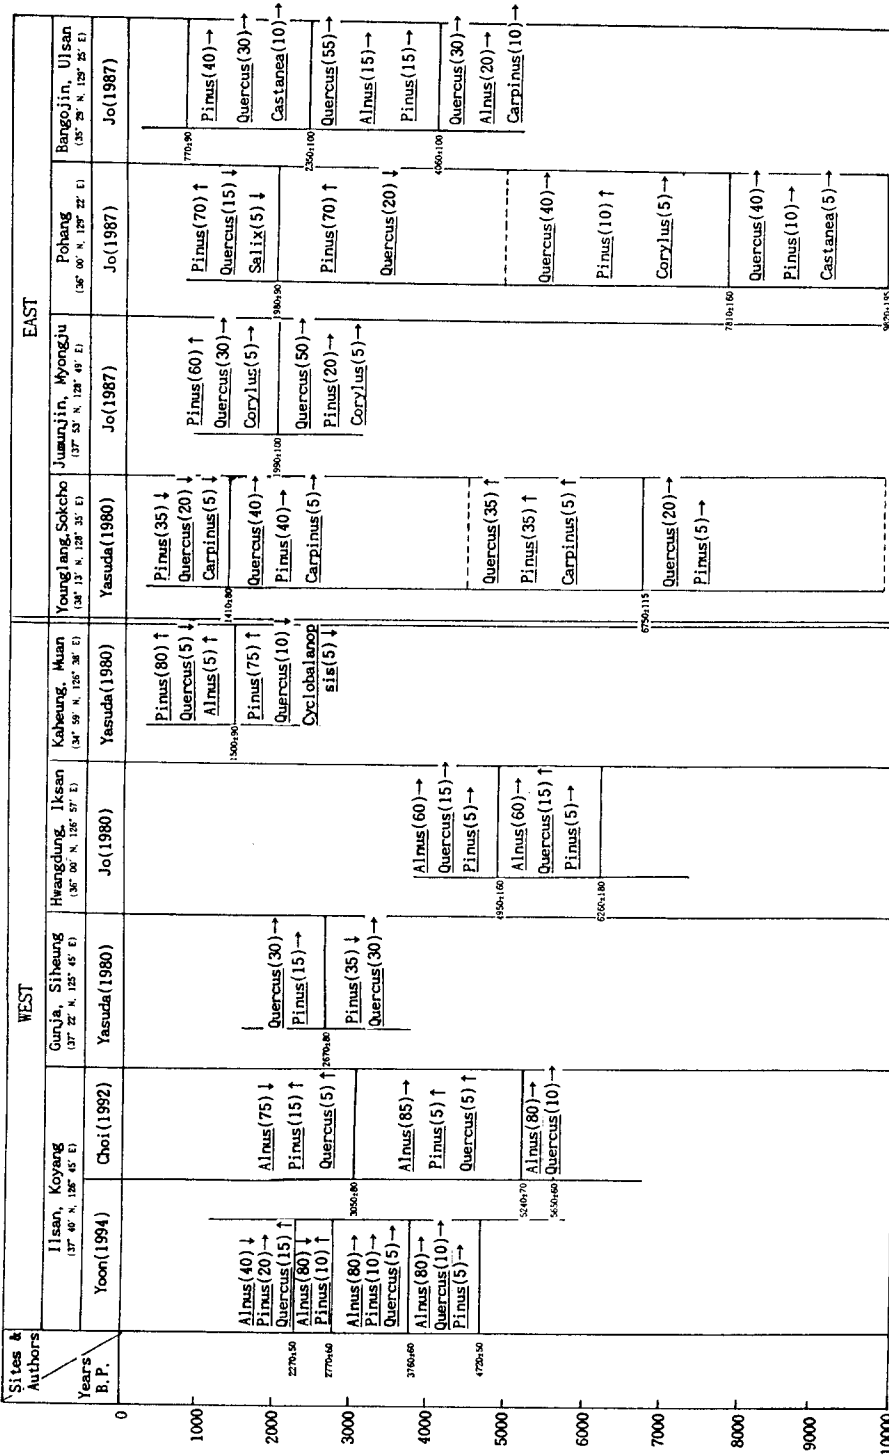 Sites &
Authors
Years
B.P.
WEST
EAST
Ilsan, Koyang
(37° 40′ N, 126° 45′ E)
Gunja, Siheung
(37° 22′ N, 125° 45′ E)
Hwangdung, Iksan
(36° 00′ N, 126° 57′ E)
Kaheung, Muan
(34° 59′ N, 126° 38′ E)
Younglang, Sokcho
(38° 13′ N, 128° 35′ E)
Jumunjin, Myongju
(37° 53′ N, 128° 49′ E)
Pohang
(36° 00′ N, 129° 22′ E)
Bangojin, Ulsan
(35° 29′ N, 129° 25′ E)
Yoon(1994)
Choi(1992)
Yasuda(1980)
Jo(1980)
Yasuda(1980)
Yasuda(1980)
Jo(1987)
Jo(1987)
Jo(1987)
0
1000
2000
3000
4000
5000
6000
7000
8000
9000
10000
Alnus(40)↓
Pinus(20)→
Quercus(15)↑
2270±50
Alnus(80)↓
Pinus(10)↑
2770±60
Alnus(80)→
Pinus(10)→
Quercus(5)→
3760±60
Alnus(80)→
Quercus(10)→
Pinus(5)→
4720±50
Alnus(75)↓
Pinus(15)↑
Quercus(5)↑
3050±80
Alnus(85)→
Pinus(5)↑
Quercus(5)↑
5240±70
Alnus(80)→
Quercus(10)→
5650±60
Quercus(30)→
Pinus(15)→
2670±80
Pinus(35)↓
Quercus(30)→
Alnus(60)→
Quercus(15)→
Pinus(5)→
4950±160
Alnus(60)→
Quercus(15)↑
Pinus(5)→
6260±180
Pinus(80)↑
Quercus(5)↓
Alnus(5)↑
1500±90
Pinus(75)↑
Quercus(10)↓
Cyclobalanop
sis(5)↓
Pinus(35)↓
Quercus(20)↓
Carpinus(5)↓
1410±80
Quercus(40)→
Pinus(40)→
Carpinus(5)→
Quercus(35)↑
Pinus(35)↑
Carpinus(5)↑
6750±115
Quercus(20)→
Pinus(5)→
Pinus(60)↑
Quercus(30)→
Corylus(5)→
1990±100
Quercus(50)→
Pinus(20)→
Corylus(5)→
Pinus(70)↑
Quercus(15)↓
Salix(5)↓
1980±90
Pinus(70)↑
Quercus(20)↓
Quercus(40)→
Pinus(10)↑
Corylus(5)→
7810±160
Quercus(40)→
Pinus(10)→
Castanea(5)→
9820±195
Pinus(40)→
Quercus(30)→
Castanea(10)→
770±90
Quercus(55)→
Alnus(15)→
Pinus(15)→
2350±100
Quercus(30)→
Alnus(20)→
Carpinus(10)→
4060±100